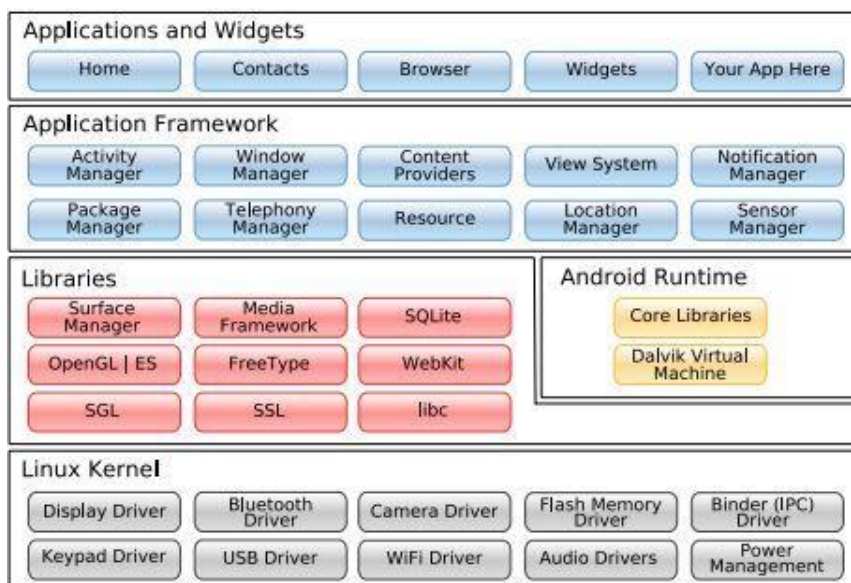 Applications and Widgets
Home Contacts Browser Widgets Your App Here
Application Framework
Activity Manager Window Manager Content Providers View System Notification Manager
Package Manager Telephony Manager Resource Location Manager Sensor Manager
Libraries
Surface Manager Media Framework SQLite
OpenGL | ES FreeType WebKit
SGL SSL libc
Android Runtime
Core Libraries
Dalvik Virtual Machine
Linux Kernel
Display Driver Bluetooth Driver Camera Driver Flash Memory Driver Binder (IPC) Driver
Keypad Driver USB Driver WiFi Driver Audio Drivers Power Management